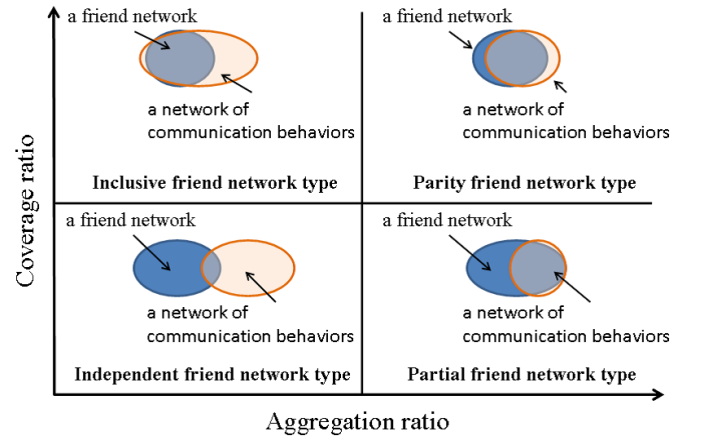 a friend network
a network of
communication behaviors
Inclusive friend network type
a friend network
a network of
communication behaviors
Parity friend network type
a friend network
a network of
communication behaviors
Independent friend network type
a friend network
a network of
communication behaviors
Partial friend network type
Coverage ratio
Aggregation ratio